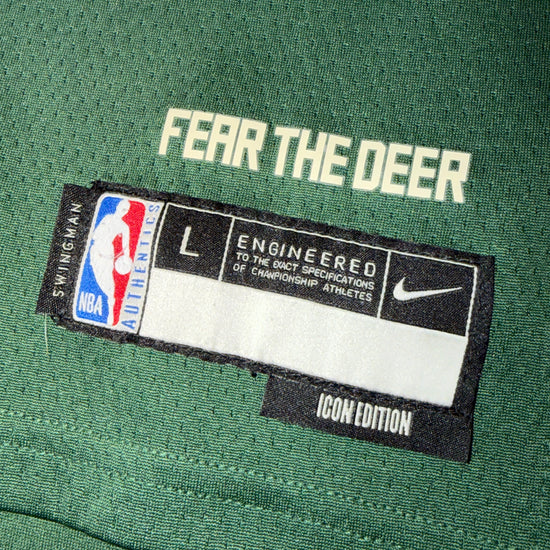 FEAR THE DEER
SWINGMAN
NBA
AUTHENTICS
L
ENGINEERED
TO THE EXACT SPECIFICATIONS
OF CHAMPIONSHIP ATHLETES
ICON EDITION